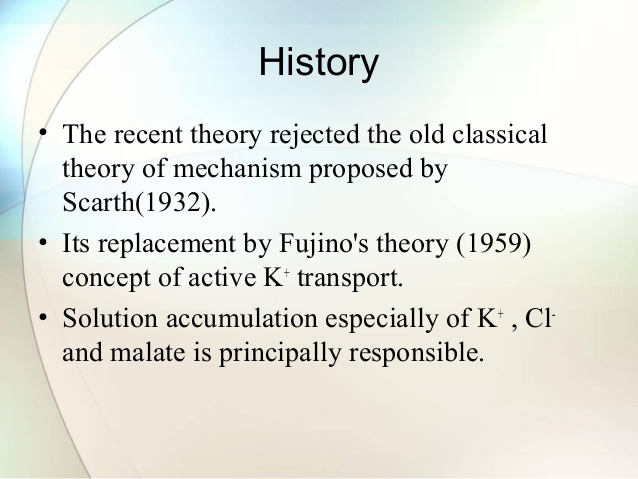 History
• The recent theory rejected the old classical
theory of mechanism proposed by
Scarth(1932).
• Its replacement by Fujino's theory (1959)
concept of active K⁺ transport.
• Solution accumulation especially of K⁺ , Cl⁻
and malate is principally responsible.